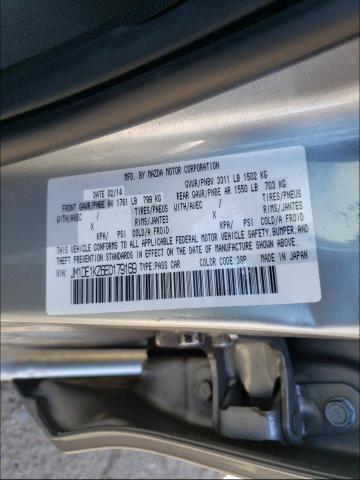 MFD. BY MAZDA MOTOR CORPORATION
DATE 02/14 GVWR/PNBV 3311 LB 1502 KG
FRONT GAWR/PNBE AV 1761 LB 799 KG REAR GAWR/PNBE AR 1550 LB 703 KG
WITH/AVEC TIRES/PNEUS WITH/AVEC TIRES/PNEUS
X RIMS/JANTES X RIMS/JANTES
KPA/ PSI COLD/A FROID KPA/ PSI COLD/A FROID
THIS VEHICLE CONFORMS TO ALL APPLICABLE FEDERAL
MOTOR VEHICLE SAFETY, BUMPER, AND
THEFT PREVENTION STANDARDS IN EFFECT ON THE
DATE OF MANUFACTURE SHOWN ABOVE.
VIN: JM1DE1KZ6E0179169 TYPE:PASS CAR
COLOR CODE: 38P